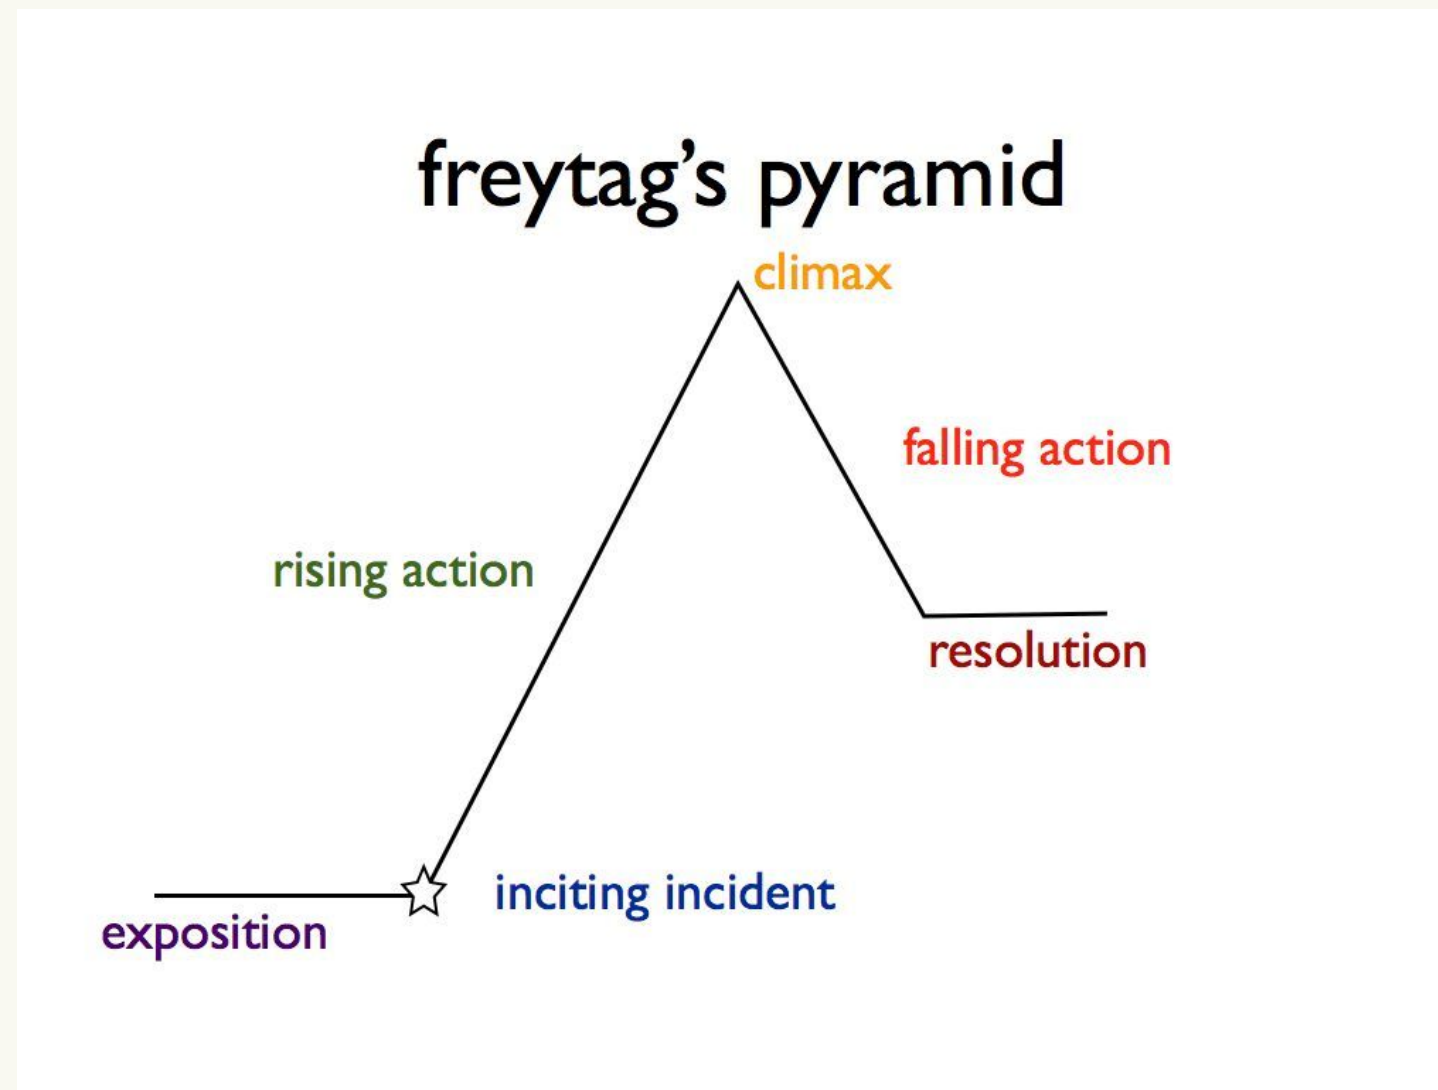 freytag’s pyramid
climax
falling action
rising action
resolution
inciting incident
exposition